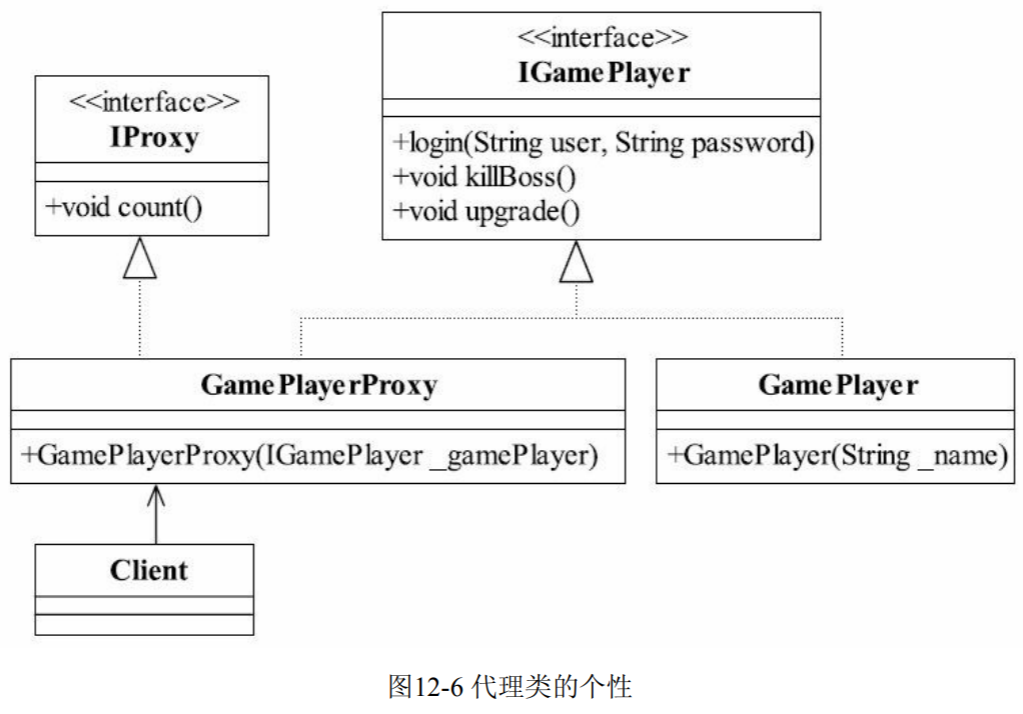 <<interface>>
IProxy
+void count()
<<interface>>
IGamePlayer
+login(String user, String password)
+void killBoss()
+void upgrade()
GamePlayerProxy
+GamePlayerProxy(IGamePlayer _gamePlayer)
GamePlayer
+GamePlayer(String _name)
Client
图12-6 代理类的个性